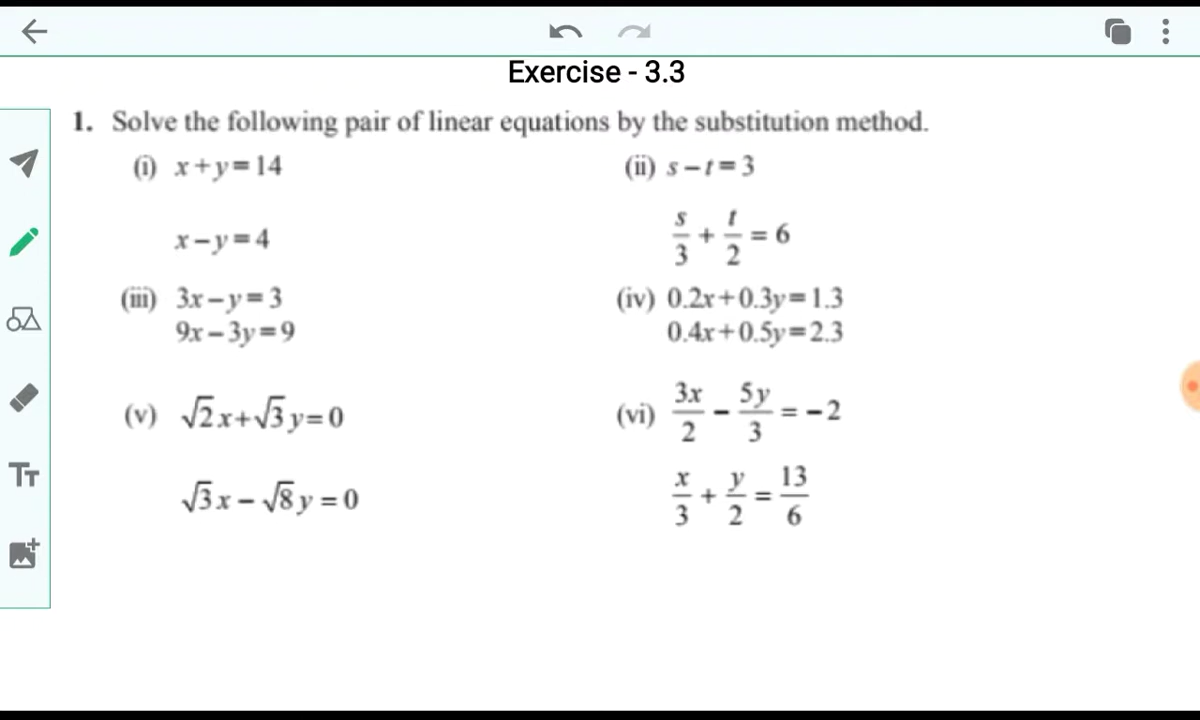 Exercise - 3.3
1. Solve the following pair of linear equations by the substitution method.
(i) x+y=14
(ii) s–t=3
x–y=4
s/3 + t/2 = 6
(iii) 3x–y=3
9x–3y=9
(iv) 0.2x+0.3y=1.3
0.4x+0.5y=2.3
(v) √2x+√3y=0
√3x–√8y=0
(vi) 3x/2 – 5y/3 = –2
x/3 + y/2 = 13/6
TT